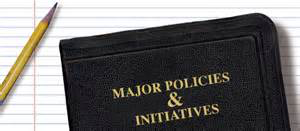 MAJOR POLICIES
&
INITIATIVES